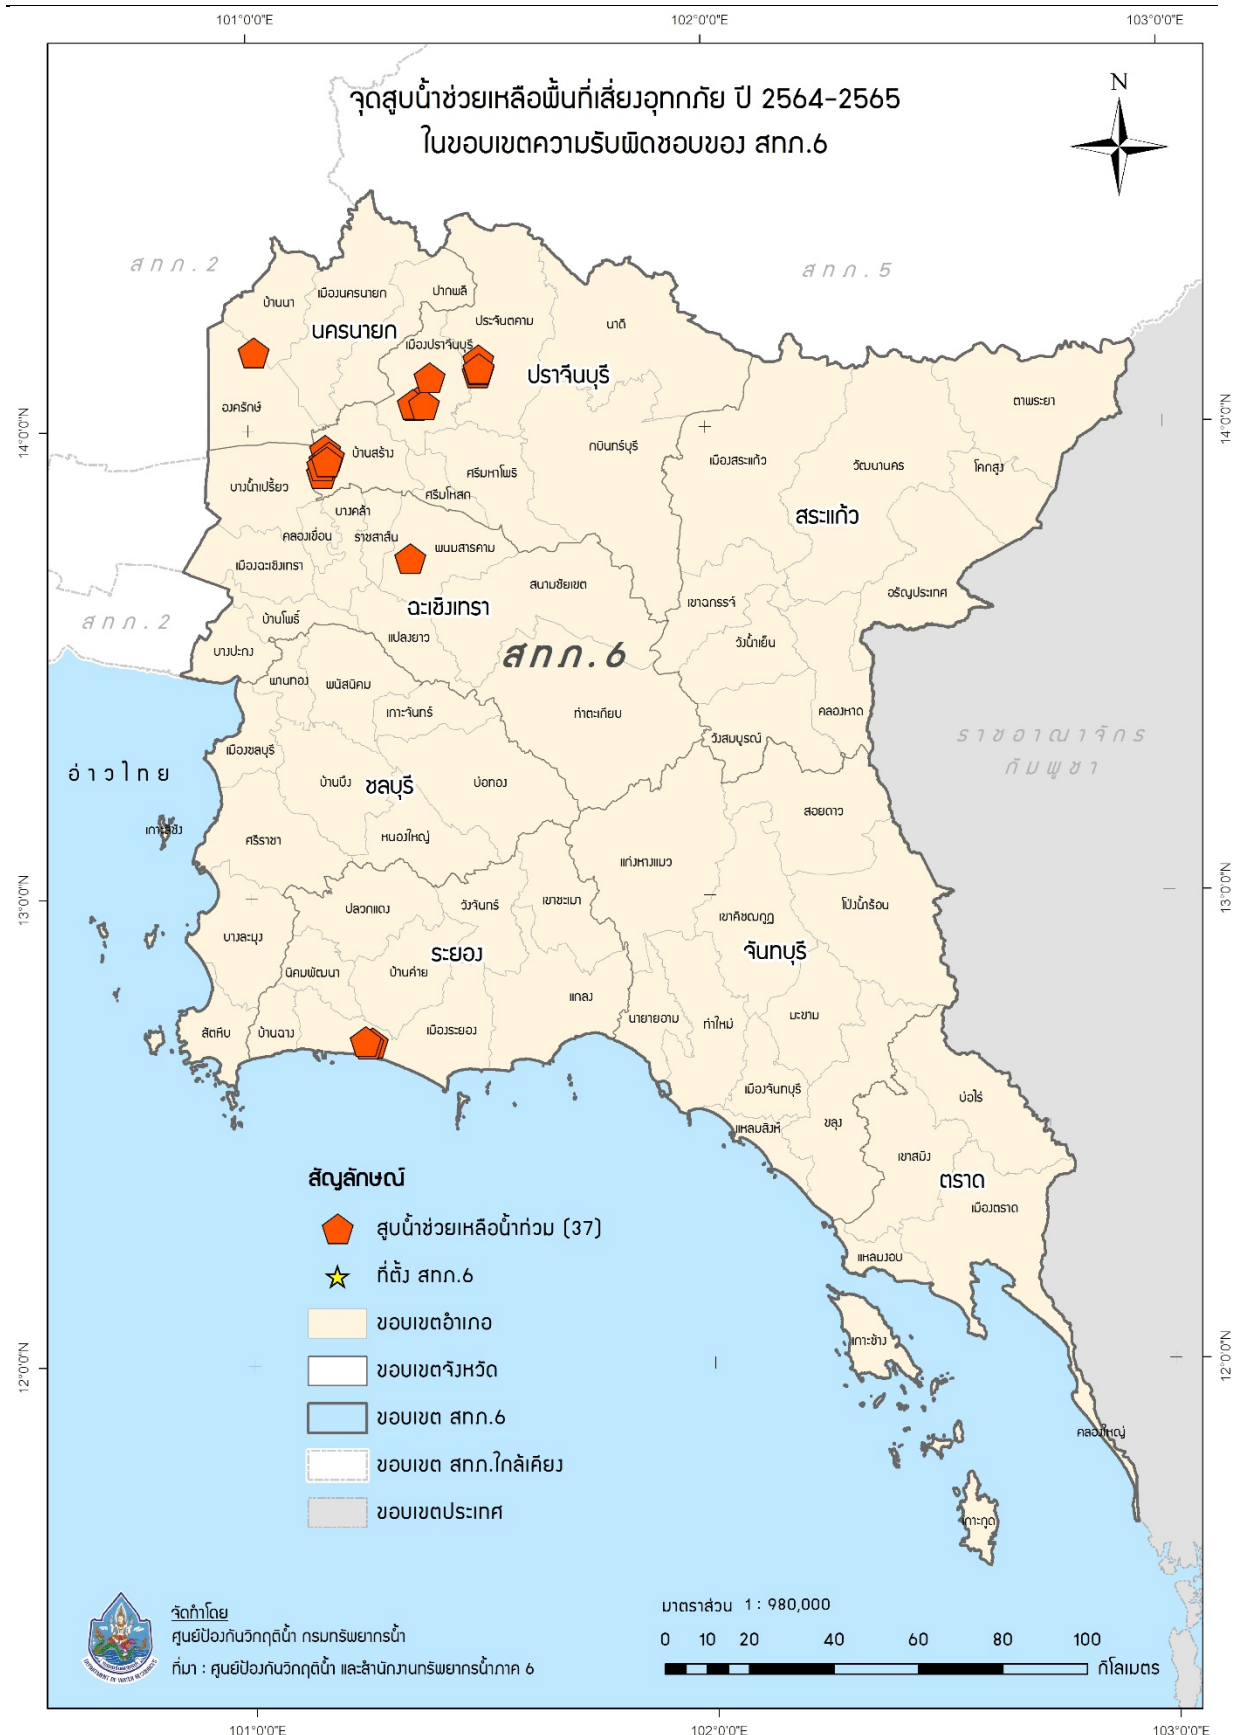 101°0'0"E
102°0'0"E
103°0'0"E
จุดสูบน้ำช่วยเหลือพื้นที่เสี่ยงอุทกภัย ปี 2564-2565
ในขอบเขตความรับผิดชอบของ สทภ.6
N
สทภ.2
สทภ.5
ปากพลี
บ้านนา
เมืองนครนายก
ประจันตคาม
นาดี
นครนายก
เมืองปราจีนบุรี
ปราจีนบุรี
ตาพระยา
องครักษ์
14°0'0"N
14°0'0"N
บ้านสร้าง
กบินทร์บุรี
เมืองสระแก้ว
วัฒนานคร
โคกสูง
บางน้ำเปรี้ยว
ศรีมหาโพธิ
ศรีมโหสถ
บางคล้า
สระแก้ว
คลองเขื่อน
ราชสาส์น
พนมสารคาม
เมืองฉะเชิงเทรา
สนามชัยเขต
อรัญประเทศ
ฉะเชิงเทรา
เขาฉกรรจ์
สทภ.2
บ้านโพธิ์
แปลงยาว
วังน้ำเย็น
บางปะกง
สทภ.6
พานทอง
พนัสนิคม
เกาะจันทร์
ท่าตะเกียบ
คลองหาด
วังสมบูรณ์
ราชอาณาจักร
กัมพูชา
เมืองชลบุรี
อ่าวไทย
บ้านบึง
ชลบุรี
บ่อทอง
สอยดาว
เกาะสีชัง
ศรีราชา
หนองใหญ่
แก่งหางแมว
13°0'0"N
13°0'0"N
ปลวกแดง
วังจันทร์
เขาชะเมา
โป่งน้ำร้อน
เขาคิชฌกูฏ
บางละมุง
ระยอง
จันทบุรี
นิคมพัฒนา
บ้านค่าย
แกลง
สัตหีบ
บ้านฉาง
เมืองระยอง
นายายอาม
ท่าใหม่
มะขาม
เมืองจันทบุรี
บ่อไร่
แหลมสิงห์
ขลุง
เขาสมิง
ตราด
เมืองตราด
แหลมงอบ
เกาะช้าง
12°0'0"N
12°0'0"N
คลองใหญ่
เกาะกูด
สัญลักษณ์
สูบน้ำช่วยเหลือน้ำท่วม (37)
ที่ตั้ง สทภ.6
ขอบเขตอำเภอ
ขอบเขตจังหวัด
ขอบเขต สทภ.6
ขอบเขต สทภ.ใกล้เคียง
ขอบเขตประเทศ
จัดทำโดย
ศูนย์ป้องกันวิกฤติน้ำ กรมทรัพยากรน้ำ
ที่มา : ศูนย์ป้องกันวิกฤติน้ำ และสำนักงานทรัพยากรน้ำภาค 6
DEPARTMENT OF WATER RESOURCES
มาตราส่วน 1 : 980,000
0 10 20 40 60 80 100
กิโลเมตร
101°0'0"E
102°0'0"E
103°0'0"E